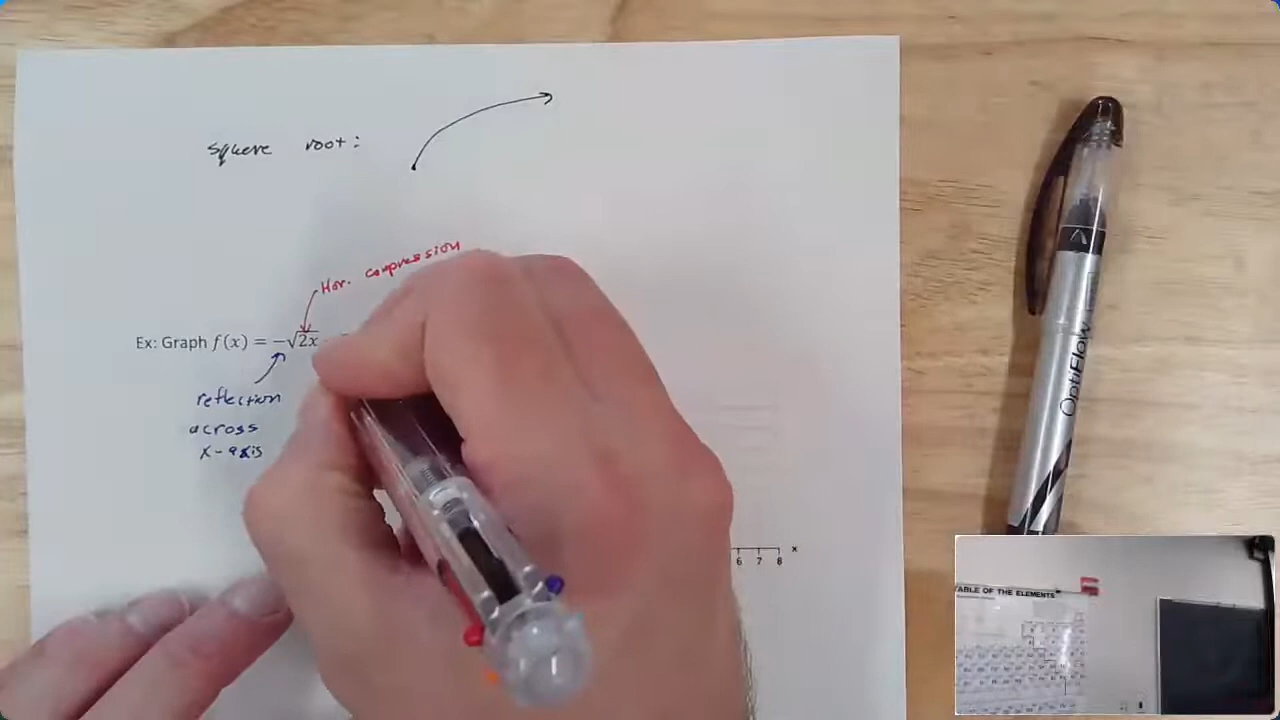 square root:
Hor. compression
Ex: Graph f(x) = −√2x
reflection
across
x-axis
6 7 8 x
OptiFlow
TABLE OF THE ELEMENTS